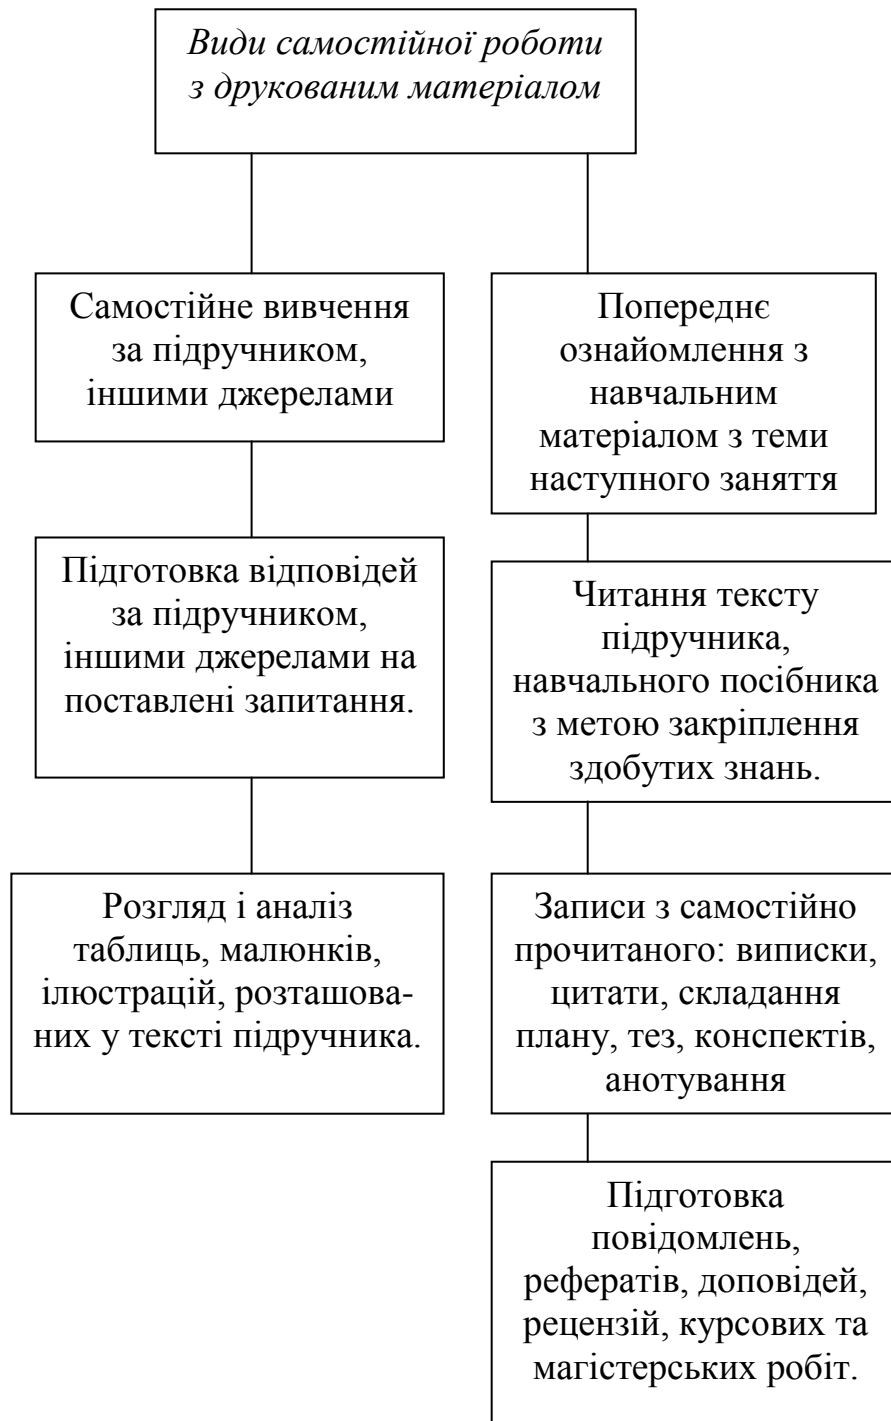 Види самостійної роботи
з друкованим матеріалом
Самостійне вивчення
за підручником,
іншими джерелами
Попереднє
ознайомлення з
навчальним
матеріалом з теми
наступного заняття
Підготовка відповідей
за підручником,
іншими джерелами на
поставлені запитання.
Читання тексту
підручника,
навчального посібника
з метою закріплення
здобутих знань.
Розгляд і аналіз
таблиць, малюнків,
ілюстрацій, розташова-
них у тексті підручника.
Записи з самостійно
прочитаного: виписки,
цитати, складання
плану, тез, конспектів,
анотування
Підготовка
повідомлень,
рефератів, доповідей,
рецензій, курсових та
магістерських робіт.